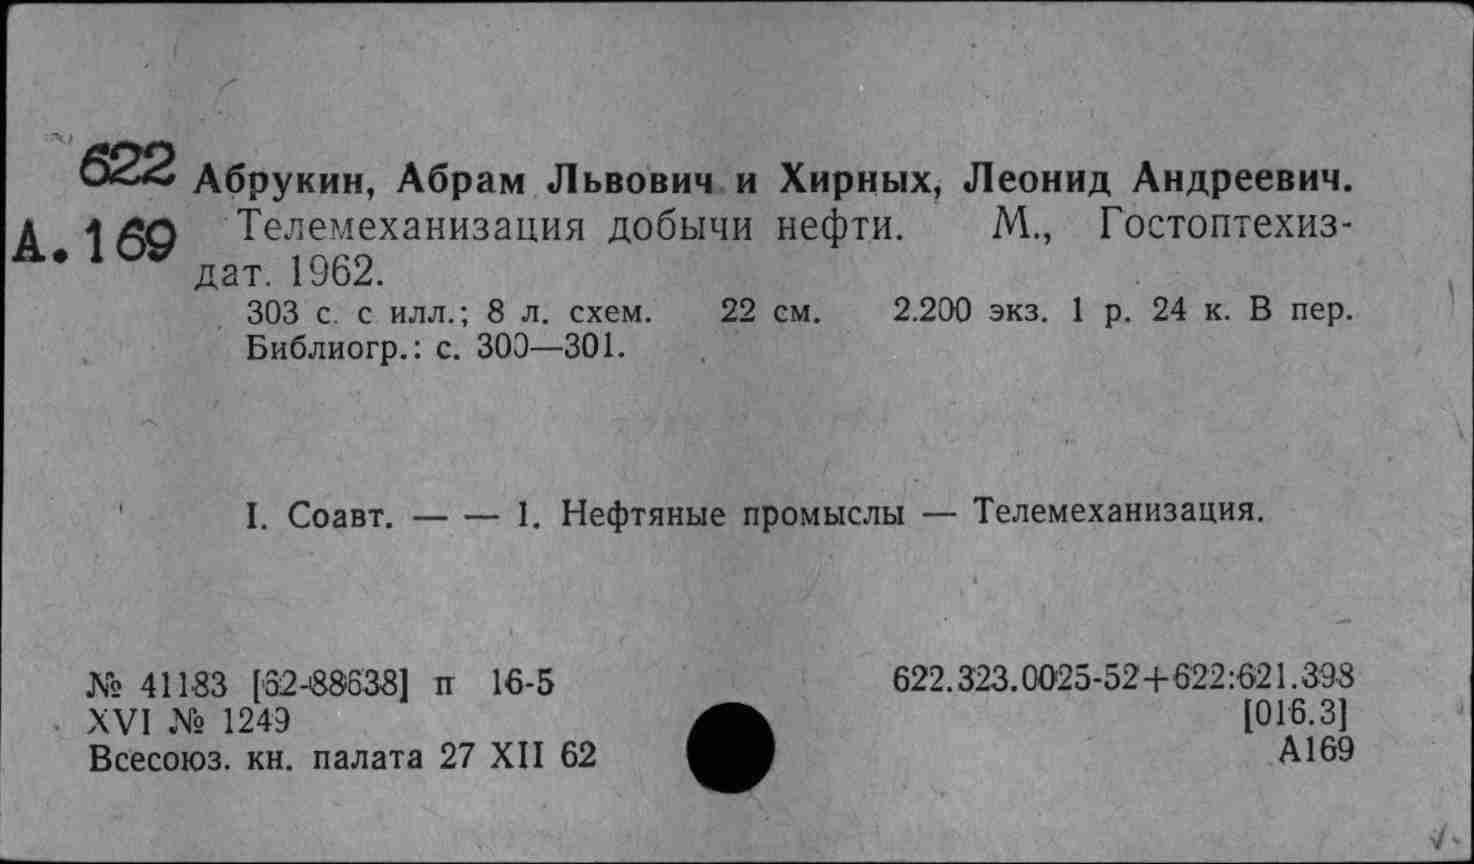 622 Абрукин, Абрам Львович и Хирных, Леонид Андреевич.
А.169 Телемеханизация добычи нефти. М., Гостоптехиз-
дат. 1962.
303 с. с илл.; 8 л. схем. 22 см. 2.200 экз. 1 р. 24 к. В пер.
Библиогр.: с. 300—301.
I. Соавт. — — 1. Нефтяные промыслы — Телемеханизация.
№ 41183 [62-88638] п 16-5
XVI № 1249
Всесоюз. кн. палата 27 XII 62
622.323.0025-52+622:621.398
[016.3]
А169